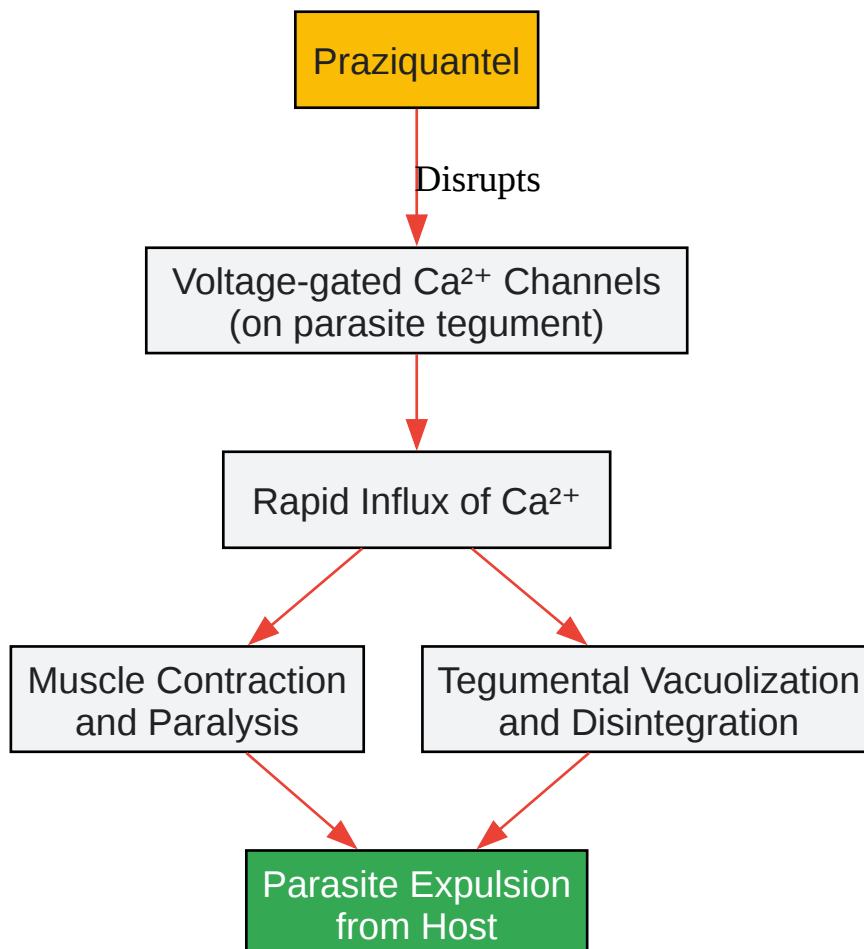 Praziquantel
Disrupts
Voltage-gated Ca²⁺ Channels
(on parasite tegument)
Rapid Influx of Ca²⁺
Muscle Contraction
and Paralysis
Tegumental Vacuolization
and Disintegration
Parasite Expulsion
from Host